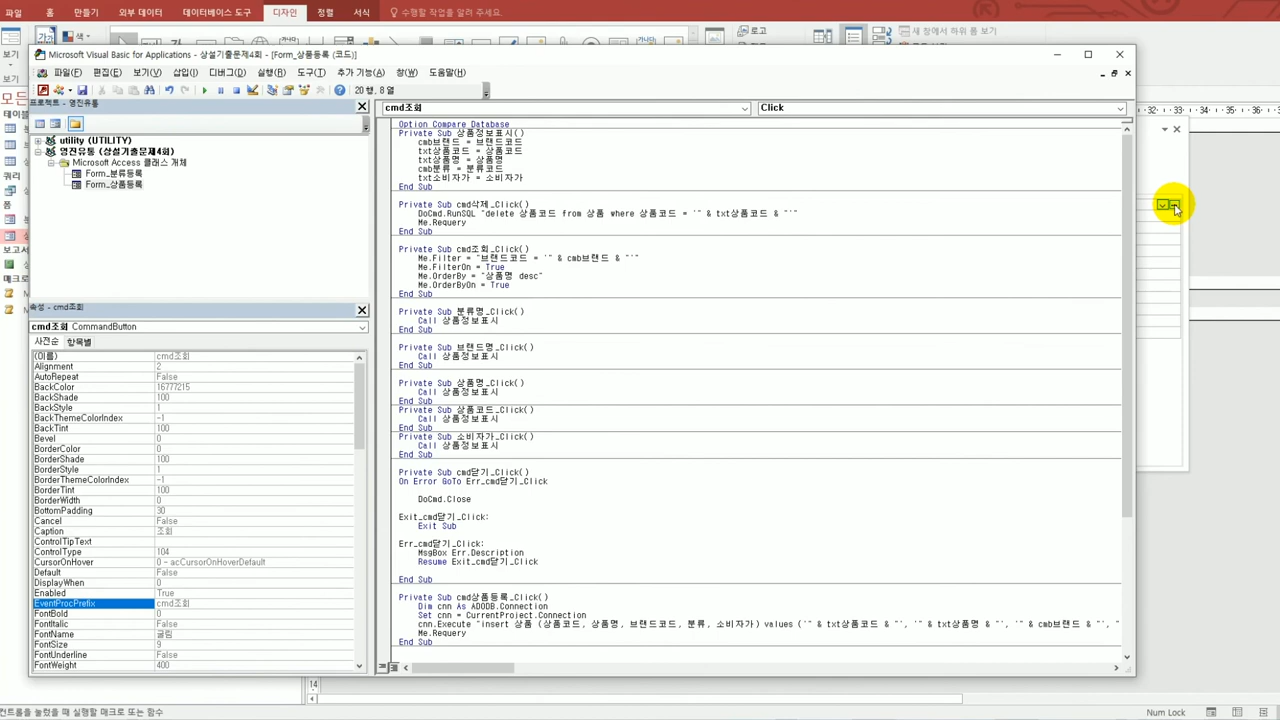 파일 홈 만들기 외부 데이터 데이터베이스 도구 디자인 정렬 서식 수행할 작업을 알려 주세요.
보기 가가 색 로고 새 창에서 하위 폼 보기
Microsoft Visual Basic for Applications - 상설기출문제4회 - [Form_상품등록 (코드)]
파일(F) 편집(E) 보기(V) 삽입(I) 디버그(D) 실행(R) 도구(T) 추가 기능(A) 창(W) 도움말(H)
20 행, 8 열
프로젝트 - 영진유통
utility (UTILITY)
영진유통 (상설기출문제4회)
Microsoft Access 클래스 개체
Form_분류등록
Form_상품등록
속성 - cmd조회
cmd조회 CommandButton
사전순 항목별
(이름) cmd조회
Alignment 2
AutoRepeat False
BackColor 16777215
BackShade 100
BackStyle 1
BackThemeColorIndex -1
BackTint 100
Bevel 0
BorderColor 0
BorderShade 100
BorderStyle 1
BorderThemeColorIndex -1
BorderTint 100
BorderWidth 0
BottomPadding 30
Cancel False
Caption 조회
ControlTipText
ControlType 104
CursorOnHover 0 - acCursorOnHoverDefault
Default False
DisplayWhen 0
Enabled True
EventProcPrefix cmd조회
FontBold 0
FontItalic False
FontName 굴림
FontSize 9
FontUnderline False
FontWeight 400
cmd조회 Click
Option Compare Database
Private Sub 상품정보표시()
cmb브랜드 = 브랜드코드
txt상품코드 = 상품코드
txt상품명 = 상품명
cmb분류 = 분류코드
txt소비자가 = 소비자가
End Sub
Private Sub cmd삭제_Click()
DoCmd.RunSQL "delete 상품코드 from 상품 where 상품코드 = '" & txt상품코드 & "'"
Me.Requery
End Sub
Private Sub cmd조회_Click()
Me.Filter = "브랜드코드 = '" & cmb브랜드 & "'"
Me.FilterOn = True
Me.OrderBy = "상품명 desc"
Me.OrderByOn = True
End Sub
Private Sub 분류명_Click()
Call 상품정보표시
End Sub
Private Sub 브랜드명_Click()
Call 상품정보표시
End Sub
Private Sub 상품명_Click()
Call 상품정보표시
End Sub
Private Sub 상품코드_Click()
Call 상품정보표시
End Sub
Private Sub 소비자가_Click()
Call 상품정보표시
End Sub
Private Sub cmd닫기_Click()
On Error GoTo Err_cmd닫기_Click
DoCmd.Close
Exit_cmd닫기_Click:
Exit Sub
Err_cmd닫기_Click:
MsgBox Err.Description
Resume Exit_cmd닫기_Click
End Sub
Private Sub cmd상품등록_Click()
Dim cnn As ADODB.Connection
Set cnn = CurrentProject.Connection
cnn.Execute "insert 상품 (상품코드, 상품명, 브랜드코드, 분류, 소비자가) values ('" & txt상품코드 & "', '" & txt상품명 & "', '" & cmb브랜드 & "', "
Me.Requery
End Sub
32 33 34 35 36
14
컨트롤을 눌렀을 때 실행할 매크로 또는 함수
Num Lock